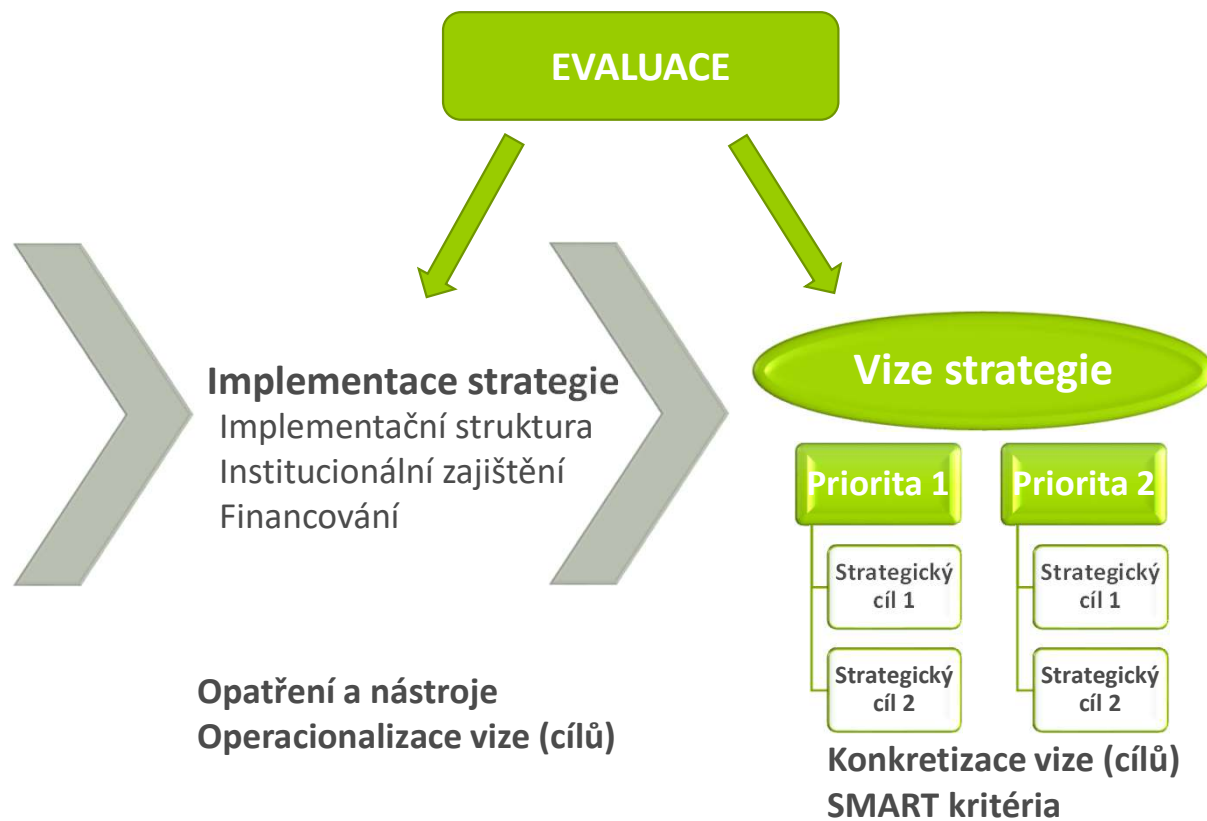 EVALUACE
Implementace strategie
Implementační struktura
Institucionální zajištění
Financování
Opatření a nástroje
Operacionalizace vize (cílů)
Vize strategie
Priorita 1
Priorita 2
Strategický
cíl 1
Strategický
cíl 2
Strategický
cíl 1
Strategický
cíl 2
Konkretizace vize (cílů)
SMART kritéria